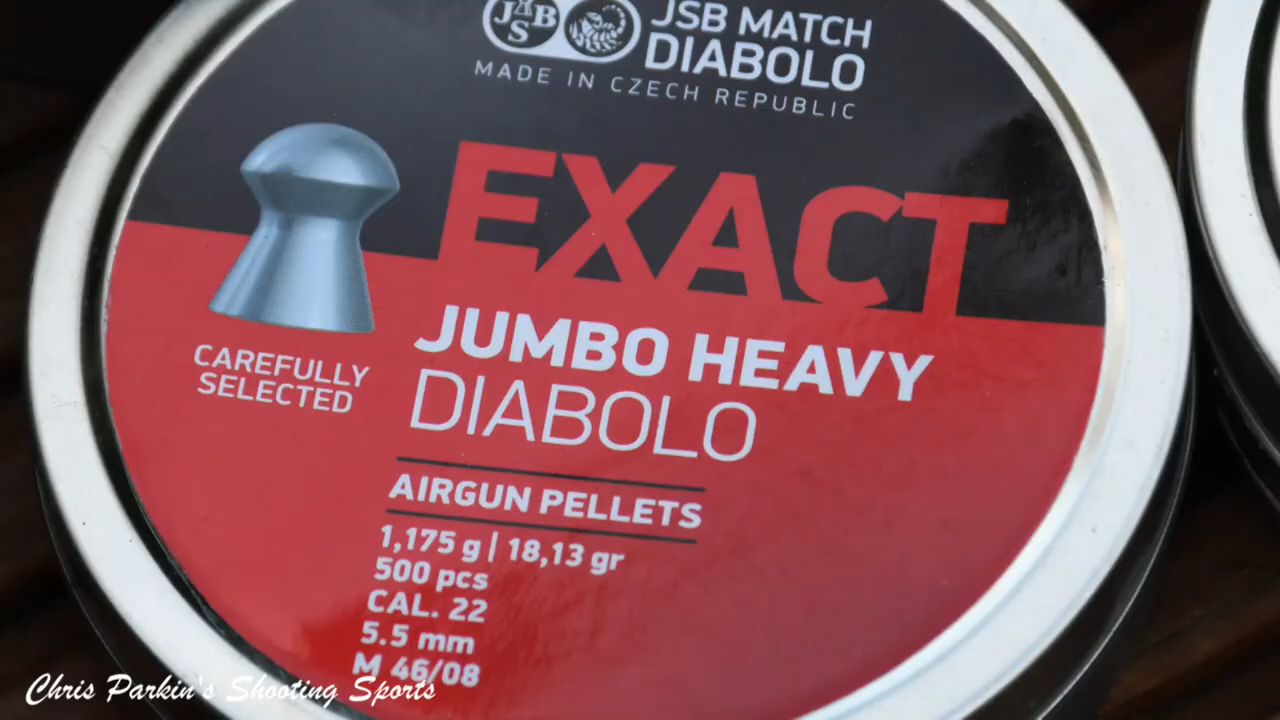 JSB
JSB MATCH
DIABOLO
MADE IN CZECH REPUBLIC
EXACT
JUMBO HEAVY
DIABOLO
CAREFULLY
SELECTED
AIRGUN PELLETS
1,175 g | 18,13 gr
500 pcs
CAL. 22
5.5 mm
M 46/08
Chris Parkin's Shooting Sports